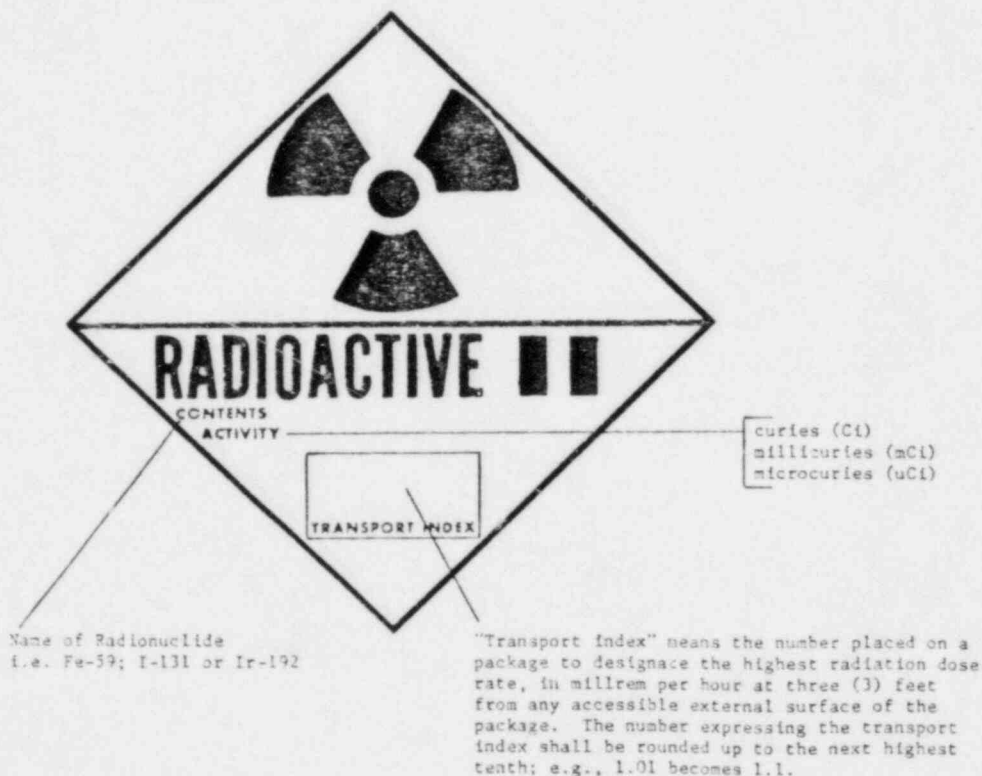 RADIOACTIVE II
CONTENTS
ACTIVITY
TRANSPORT INDEX
curies (Ci)
millicuries (mCi)
microcuries (uCi)
Name of Radionuclide
i.e. Fe-59; I-131 or Ir-192
"Transport Index" means the number placed on a
package to designace the highest radiation dose
rate, in millrem per hour at three (3) feet
from any accessible external surface of the
package. The number expressing the transport
index shall be rounded up to the next highest
tenth; e.g., 1.01 becomes 1.1.